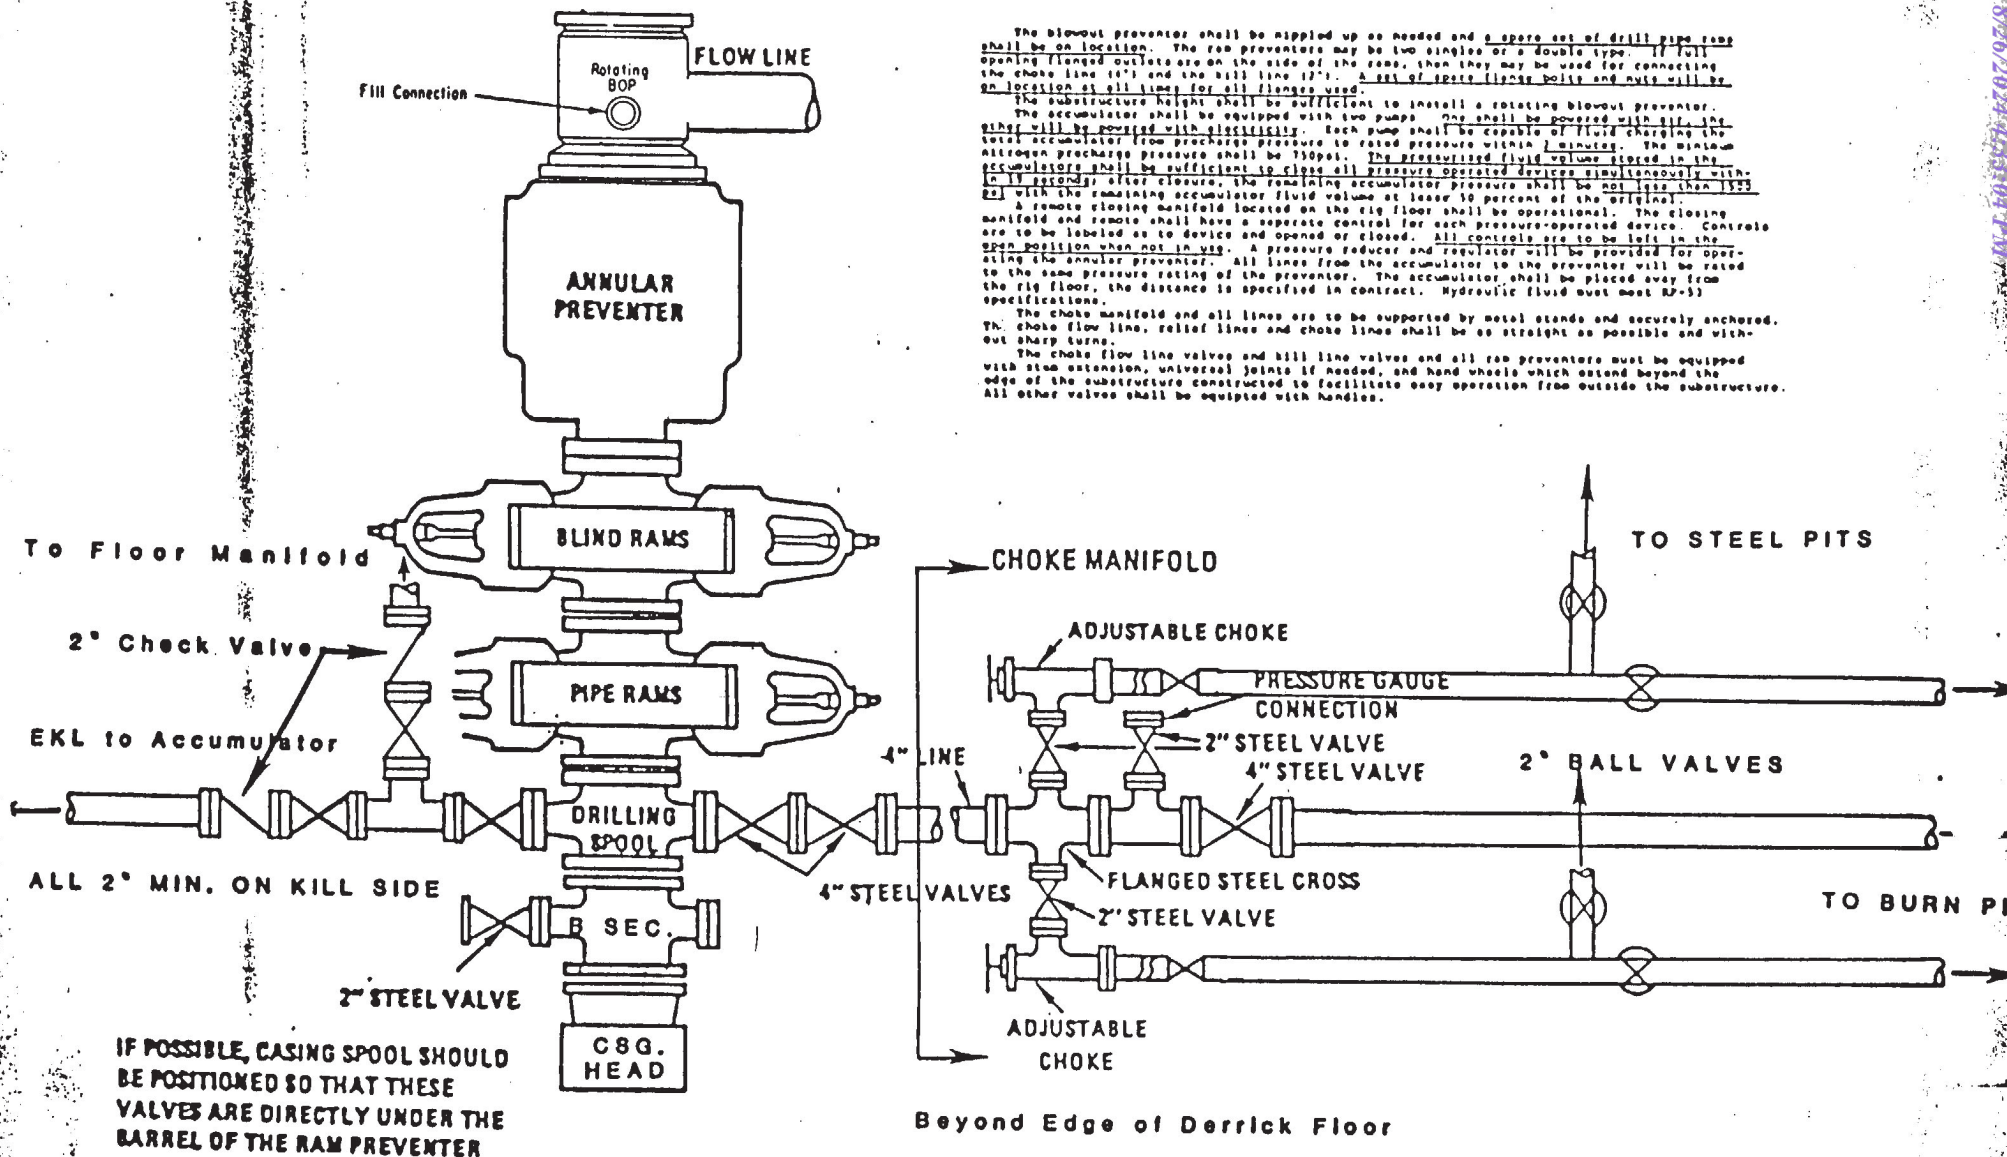 FLOW LINE
Rotating
BOP
Fill Connection
The blowout preventer shall be nippled up as needed and a spare set of drill pipe rams
shall be on location. The ram preventers may be two singles or a double type. If full
opening flanged outlets are on the side of the rams, then they may be used for connecting
the choke line (4") and the kill line (2"). A set of spare flange bolts and nuts will be
on location at all times for all flanges used.
The substructure height shall be sufficient to install a rotating blowout preventer.
The accumulator shall be equipped with two pumps. One shall be powered with air, the
other will be powered with electricity. Each pump shall be capable of fluid charging the
total accumulator from precharge pressure to rated pressure within 2 minutes. The minimum
nitrogen precharge pressure shall be 750psi. The pressurized fluid volume stored in the
accumulators shall be sufficient to close all pressure operated devices simultaneously with-
in seconds; after closure, the remaining accumulator pressure shall be not less than
psi with the remaining accumulator fluid volume at least percent of the original.
A remote closing manifold located on the rig floor shall be operational. The closing
manifold and remote shall have a seperate control for each pressure-operated device. Controls
are to be labeled as to device and opened or closed. All controls are to be left in the
open position when not in use. A pressure reducer and regulator will be provided for oper-
ating the annular preventer. All lines from the accumulator to the preventer will be rated
to the same pressure rating of the preventer. The accumulator shall be placed away from
the rig floor, the distance is specified in contract. Hydraulic fluid must meet RP-53
specifications.
The choke manifold and all lines are to be supported by metal stands and securely anchored.
The choke flow line, relief lines and choke lines shall be as straight as possible and with-
out sharp turns.
The choke flow line valves and kill line valves and all ram preventers must be equipped
with stem extension, universal joints if needed, and hand wheels which extend beyond the
edge of the substructure constructed to facilitate easy operation from outside the substructure.
All other valves shall be equipted with handles.
8/26/2024 4:53:04 PM
ANNULAR
PREVENTER
BLIND RAMS
To Floor Manifold
CHOKE MANIFOLD
TO STEEL PITS
2" Check Valve
ADJUSTABLE CHOKE
PIPE RAMS
PRESSURE GAUGE
CONNECTION
EKL to Accumulator
2" STEEL VALVE
4" LINE
4" STEEL VALVE
2" BALL VALVES
DRILLING
SPOOL
ALL 2" MIN. ON KILL SIDE
4" STEEL VALVES
FLANGED STEEL CROSS
2" STEEL VALVE
TO BURN PI
B SEC.
2" STEEL VALVE
ADJUSTABLE
CHOKE
CSG.
HEAD
IF POSSIBLE, CASING SPOOL SHOULD
BE POSITIONED SO THAT THESE
VALVES ARE DIRECTLY UNDER THE
BARREL OF THE RAM PREVENTER
Beyond Edge of Derrick Floor